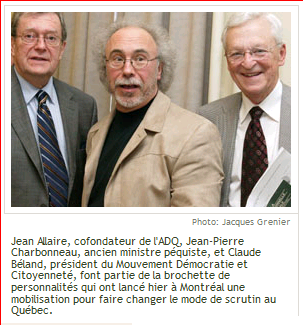 Photo: Jacques Grenier
Jean Allaire, cofondateur de l'ADQ, Jean-Pierre
Charbonneau, ancien ministre péquiste, et Claude
Béland, président du Mouvement Démocratie et
Citoyenneté, font partie de la brochette de
personnalités qui ont lancé hier à Montréal une
mobilisation pour faire changer le mode de scrutin au
Québec.